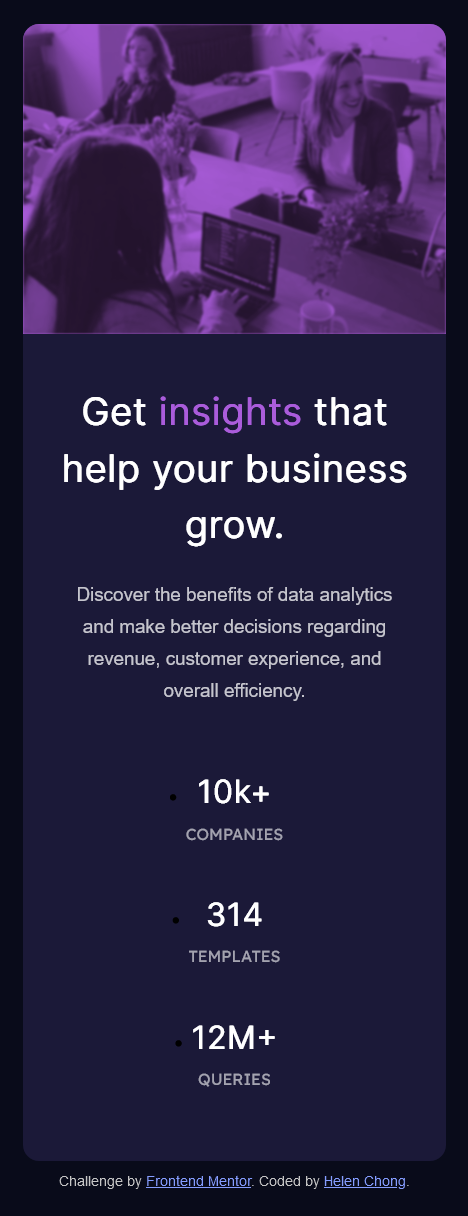 Get insights that
help your business
grow.
Discover the benefits of data analytics
and make better decisions regarding
revenue, customer experience, and
overall efficiency.
10k+
COMPANIES
314
TEMPLATES
12M+
QUERIES
Challenge by Frontend Mentor. Coded by Helen Chong.